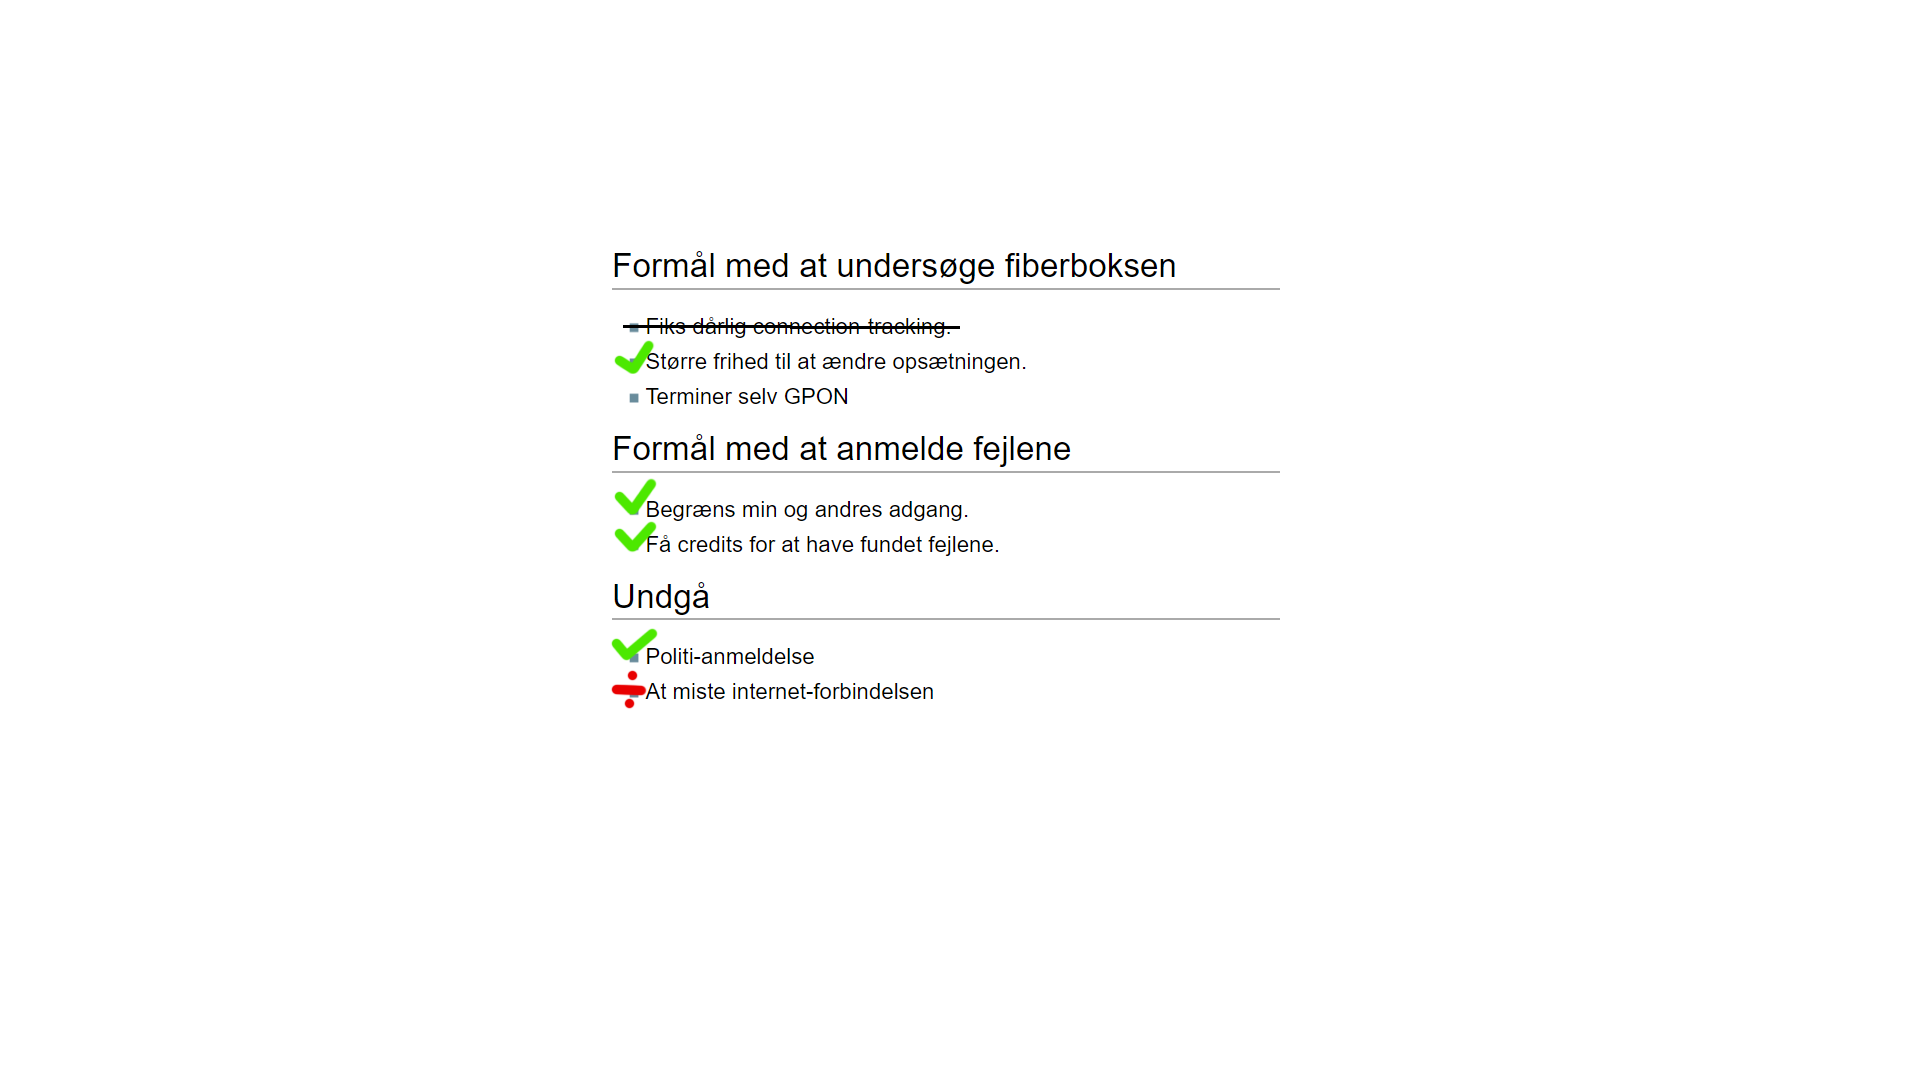 Formål med at undersøge fiberboksen
Fiks dårlig connection tracking.
Større frihed til at ændre opsætningen.
Terminer selv GPON
Formål med at anmelde fejlene
Begræns min og andres adgang.
Få credits for at have fundet fejlene.
Undgå
Politi-anmeldelse
At miste internet-forbindelsen